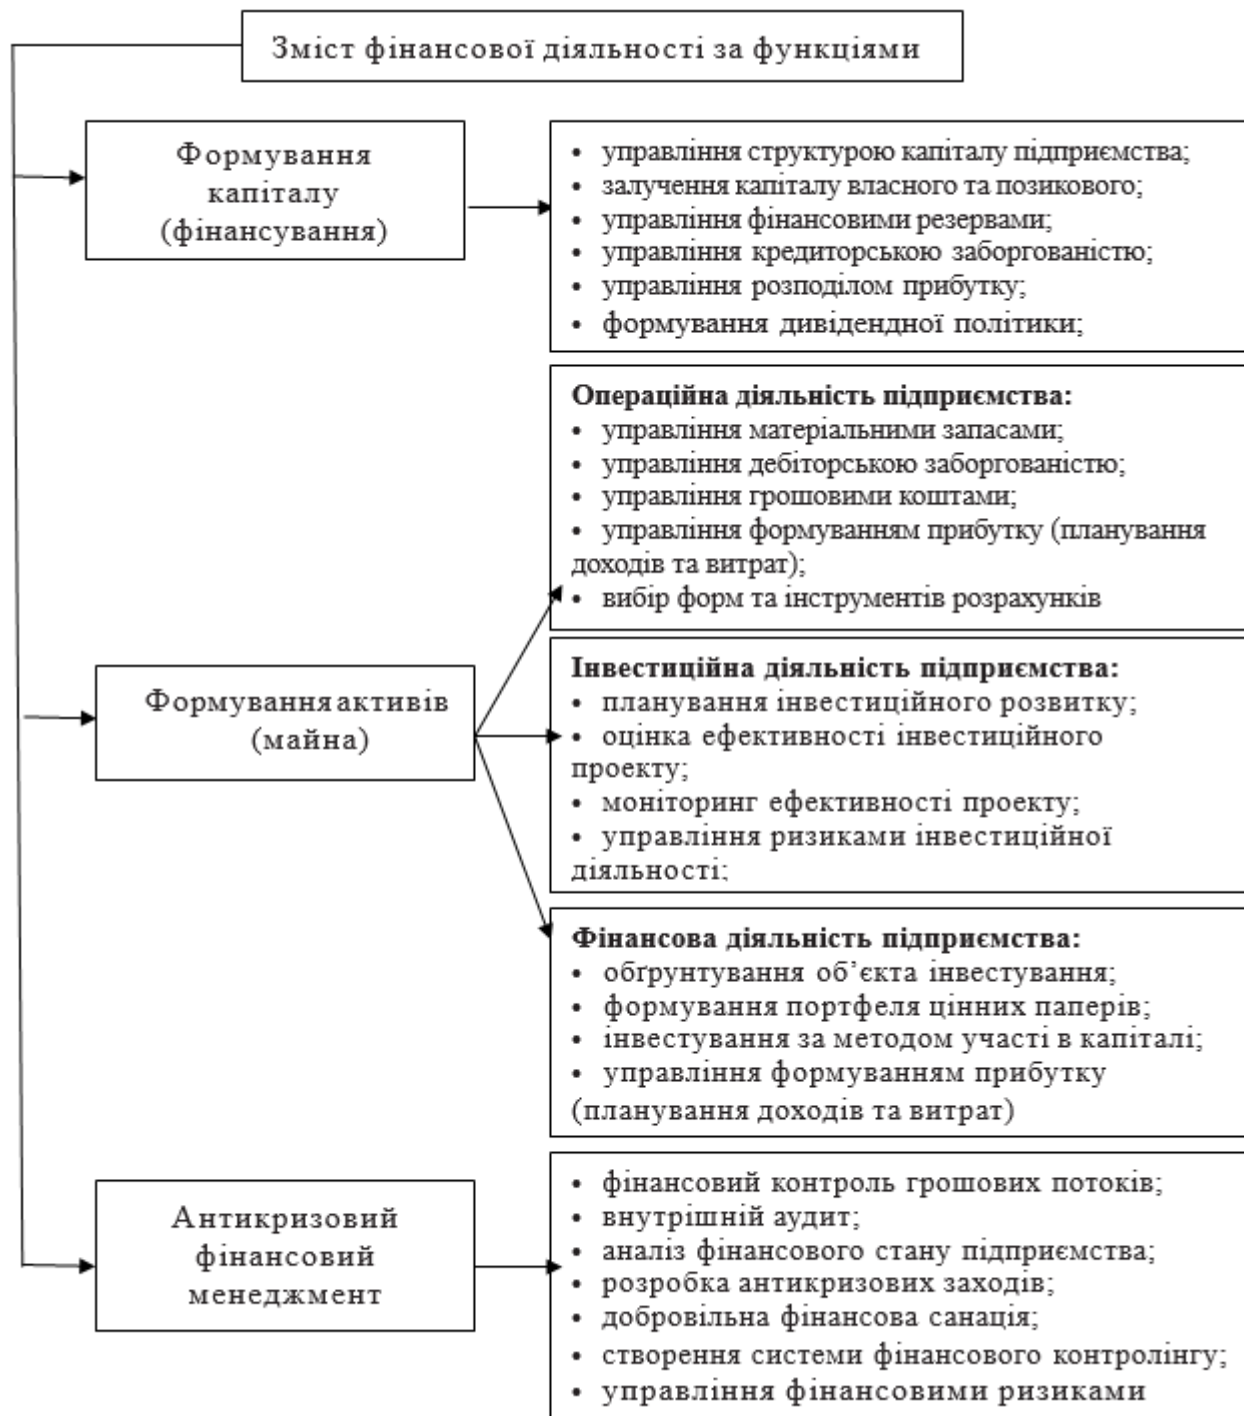 Зміст фінансової діяльності за функціями
Формування
капіталу
(фінансування)
• управління структурою капіталу підприємства;
• залучення капіталу власного та позикового;
• управління фінансовими резервами;
• управління кредиторською заборгованістю;
• управління розподілом прибутку;
• формування дивідендної політики;
Формування активів
(майна)
Операційна діяльність підприємства:
• управління матеріальними запасами;
• управління дебіторською заборгованістю;
• управління грошовими коштами;
• управління формуванням прибутку (планування
доходів та витрат);
• вибір форм та інструментів розрахунків
Інвестиційна діяльність підприємства:
• планування інвестиційного розвитку;
• оцінка ефективності інвестиційного
проекту;
• моніторинг ефективності проекту;
• управління ризиками інвестиційної
діяльності;
Фінансова діяльність підприємства:
• обґрунтування об’єкта інвестування;
• формування портфеля цінних паперів;
• інвестування за методом участі в капіталі;
• управління формуванням прибутку
(планування доходів та витрат)
Антикризовий
фінансовий
менеджмент
• фінансовий контроль грошових потоків;
• внутрішній аудит;
• аналіз фінансового стану підприємства;
• розробка антикризових заходів;
• добровільна фінансова санація;
• створення системи фінансового контролінгу;
• управління фінансовими ризиками